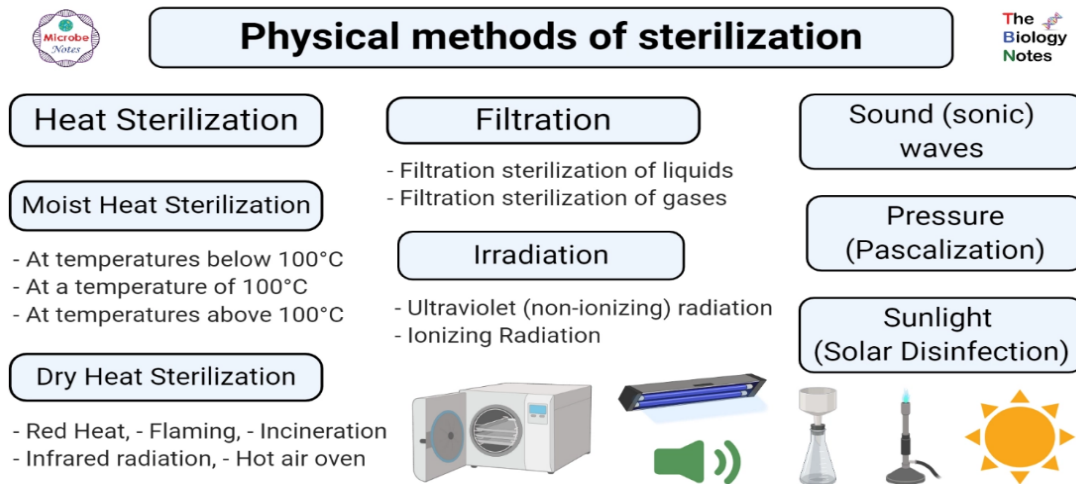 Microbe
Notes
Physical methods of sterilization
The
Biology
Notes
Heat Sterilization
Moist Heat Sterilization
- At temperatures below 100°C
- At a temperature of 100°C
- At temperatures above 100°C
Dry Heat Sterilization
- Red Heat, - Flaming, - Incineration
- Infrared radiation, - Hot air oven
Filtration
- Filtration sterilization of liquids
- Filtration sterilization of gases
Irradiation
- Ultraviolet (non-ionizing) radiation
- Ionizing Radiation
Sound (sonic)
waves
Pressure
(Pascalization)
Sunlight
(Solar Disinfection)